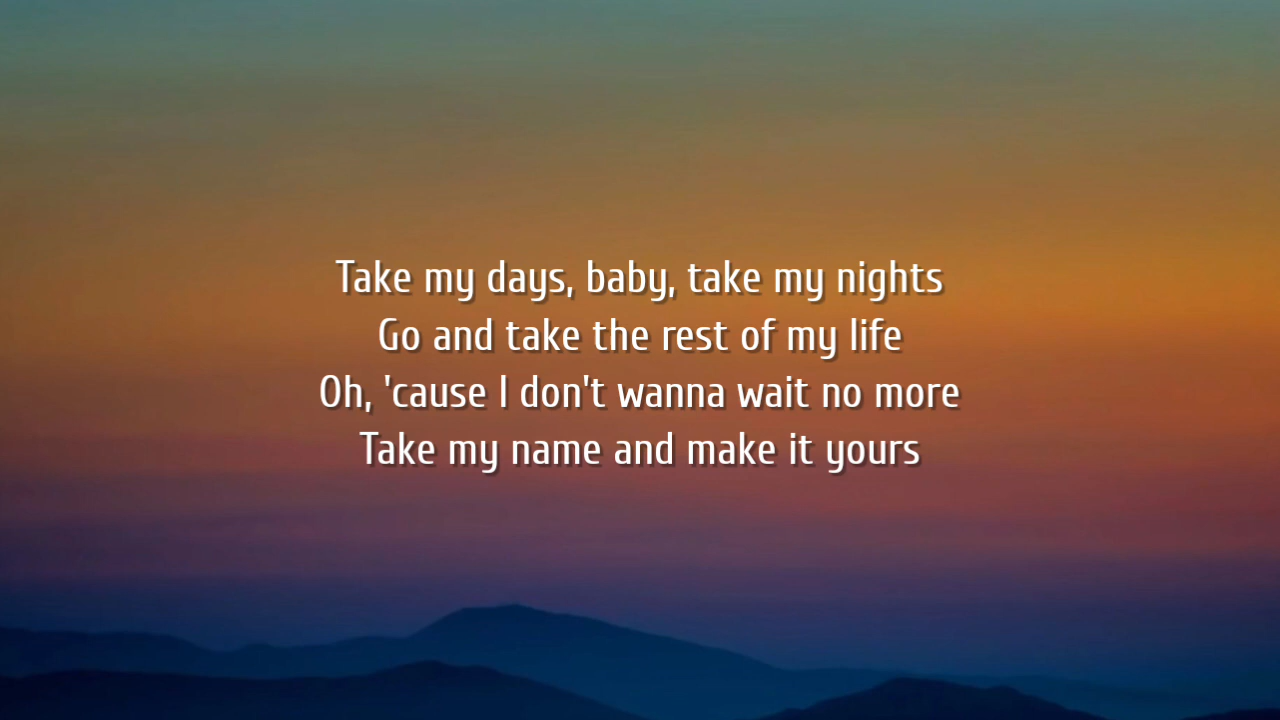 Take my days, baby, take my nights
Go and take the rest of my life
Oh, 'cause I don't wanna wait no more
Take my name and make it yours